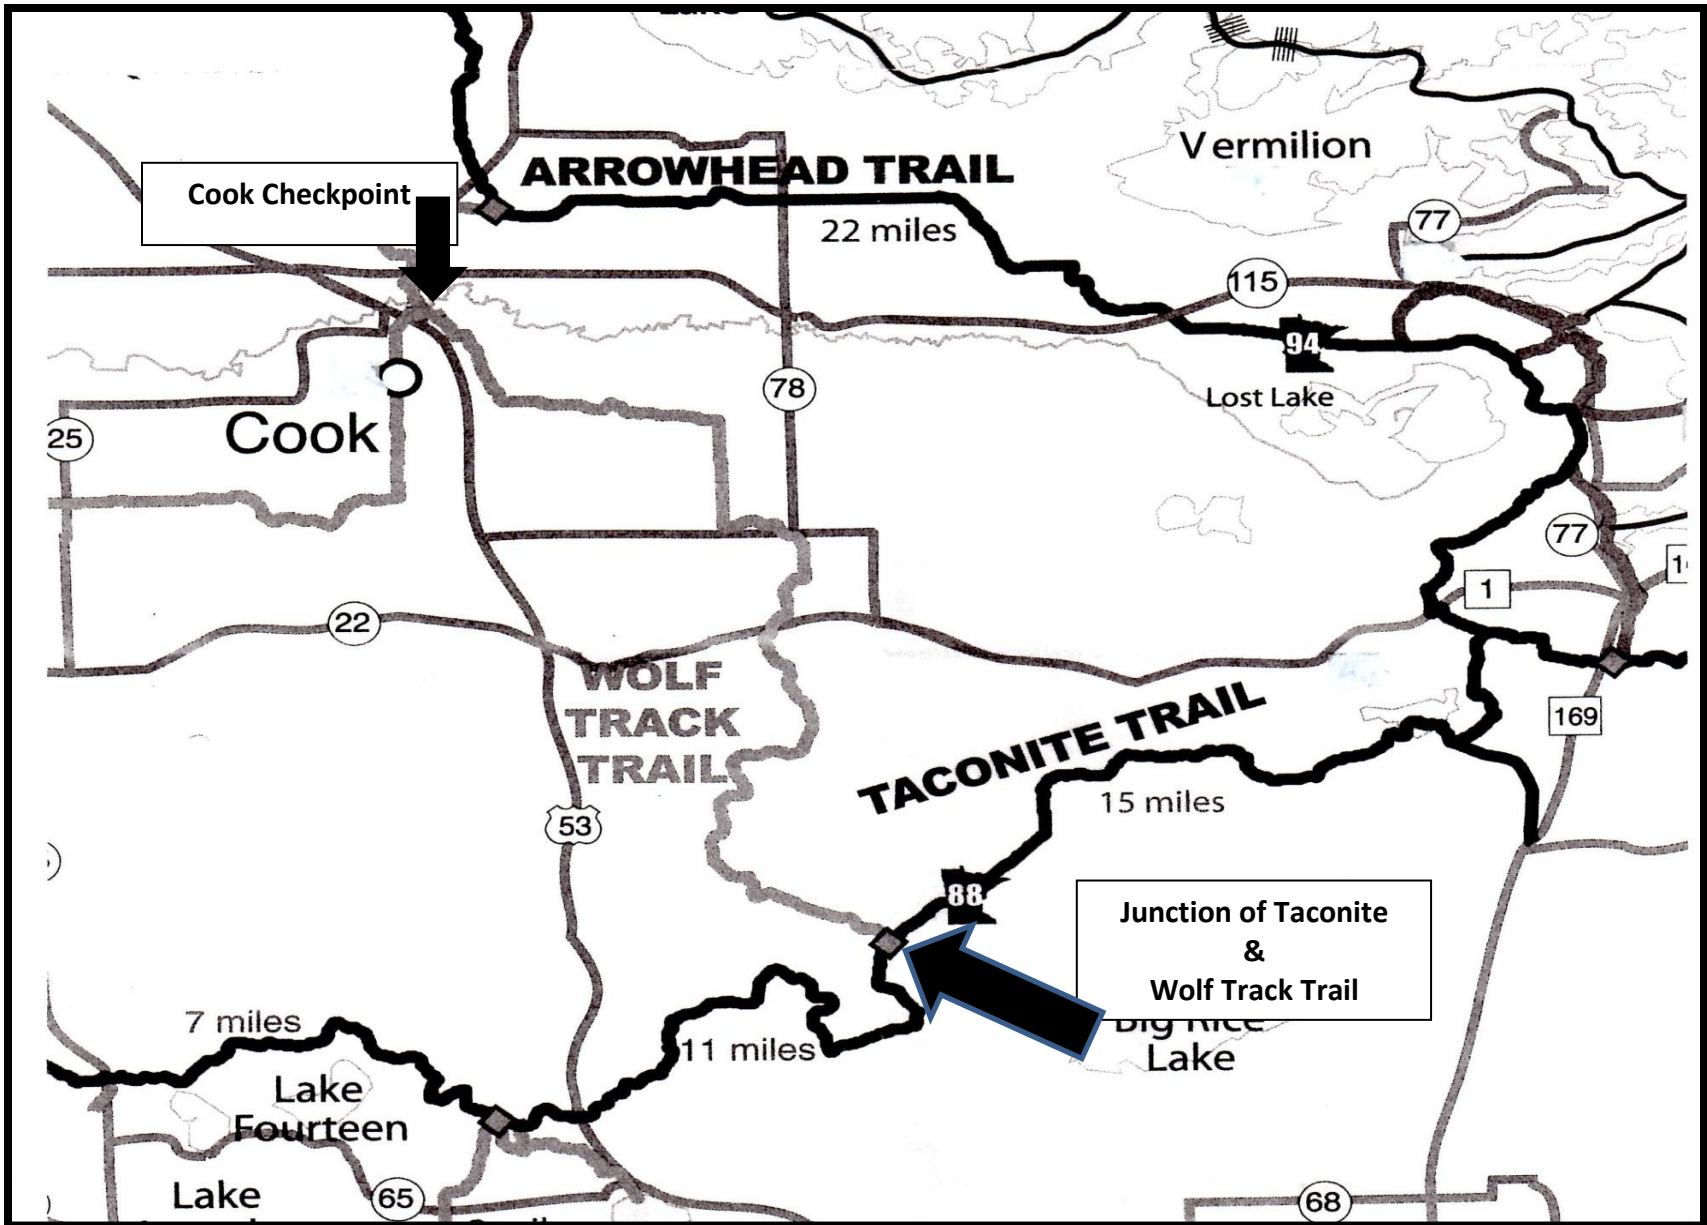 ARROWHEAD TRAIL
Vermilion
Cook Checkpoint
77
22 miles
115
94
78
Lost Lake
25
Cook
77
1
22
WOLF
TRACK
TRAIL
TACONITE TRAIL
169
15 miles
53
88
Junction of Taconite
&
Wolf Track Trail
7 miles
11 miles
Big Rice
Lake
Lake
Fourteen
Lake
65
68